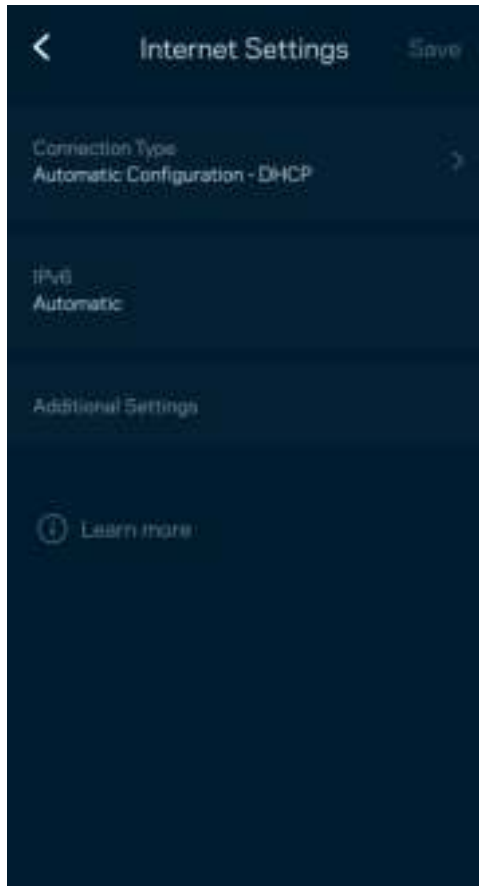 Internet Settings
Save
Connection Type
Automatic Configuration - DHCP
IPv6
Automatic
Additional Settings
Learn more